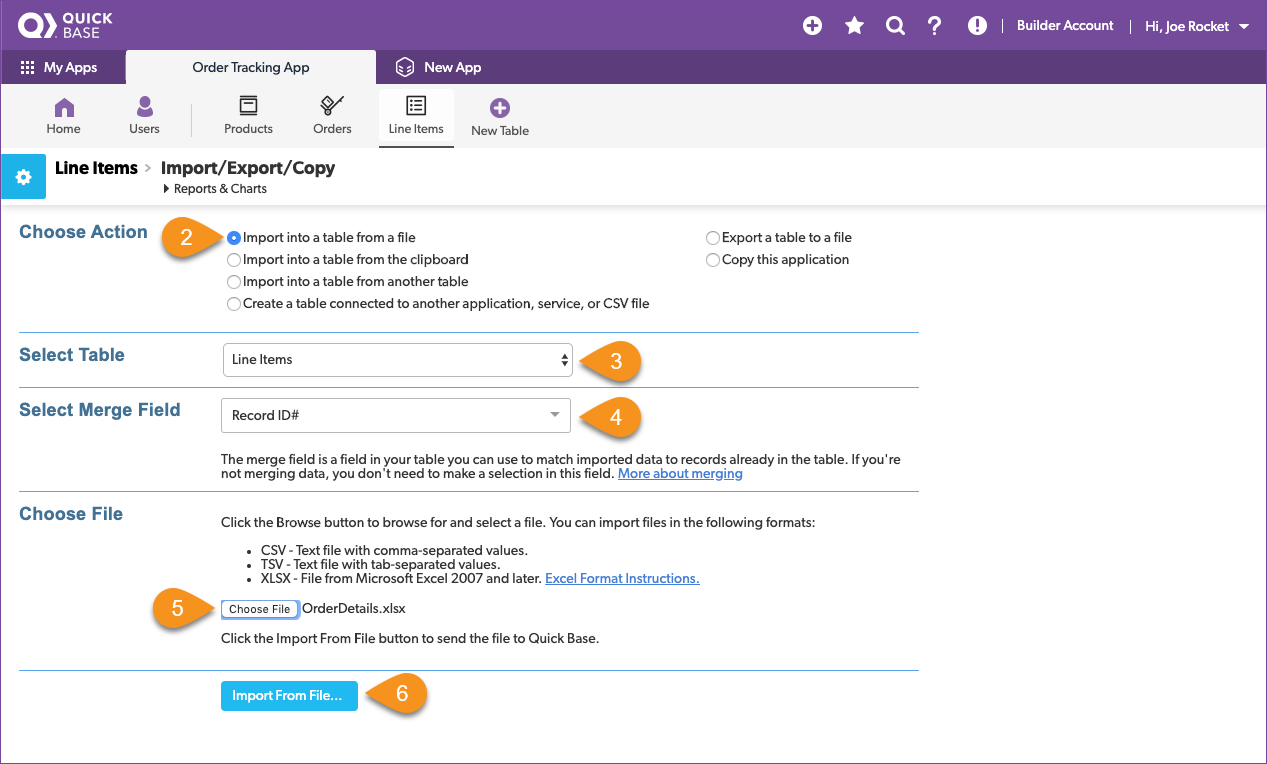 QUICK
BASE
Builder Account
Hi, Joe Rocket
My Apps
Order Tracking App
New App
Home
Users
Products
Orders
Line Items
New Table
Line Items > Import/Export/Copy
Reports & Charts
Choose Action
2
Import into a table from a file
Import into a table from the clipboard
Import into a table from another table
Create a table connected to another application, service, or CSV file
Export a table to a file
Copy this application
Select Table
Line Items
3
Select Merge Field
Record ID#
4
The merge field is a field in your table you can use to match imported data to records already in the table. If you're
not merging data, you don't need to make a selection in this field. More about merging
Choose File
Click the Browse button to browse for and select a file. You can import files in the following formats:
• CSV - Text file with comma-separated values.
• TSV - Text file with tab-separated values.
• XLSX - File from Microsoft Excel 2007 and later. Excel Format Instructions.
5
Choose File OrderDetails.xlsx
Click the Import From File button to send the file to Quick Base.
Import From File...
6